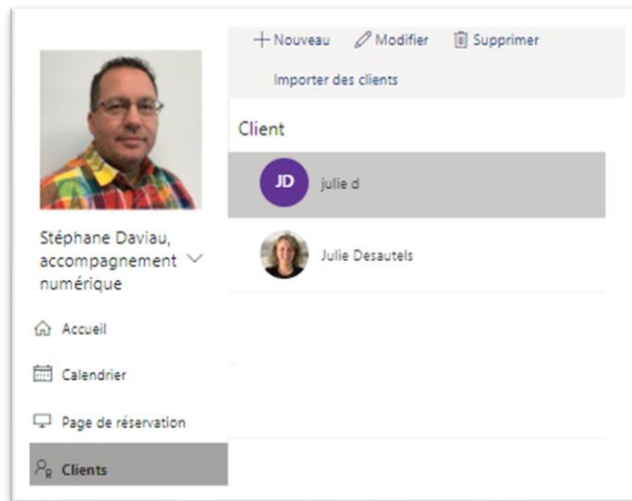 Nouveau Modifier Supprimer
Importer des clients
Client
JD julie d
Julie Desautels
Stéphane Daviau,
accompagnement
numérique
Accueil
Calendrier
Page de réservation
Clients